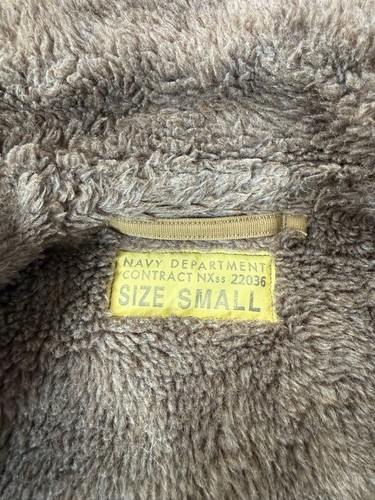 NAVY DEPARTMENT
CONTRACT NXss 22036
SIZE SMALL